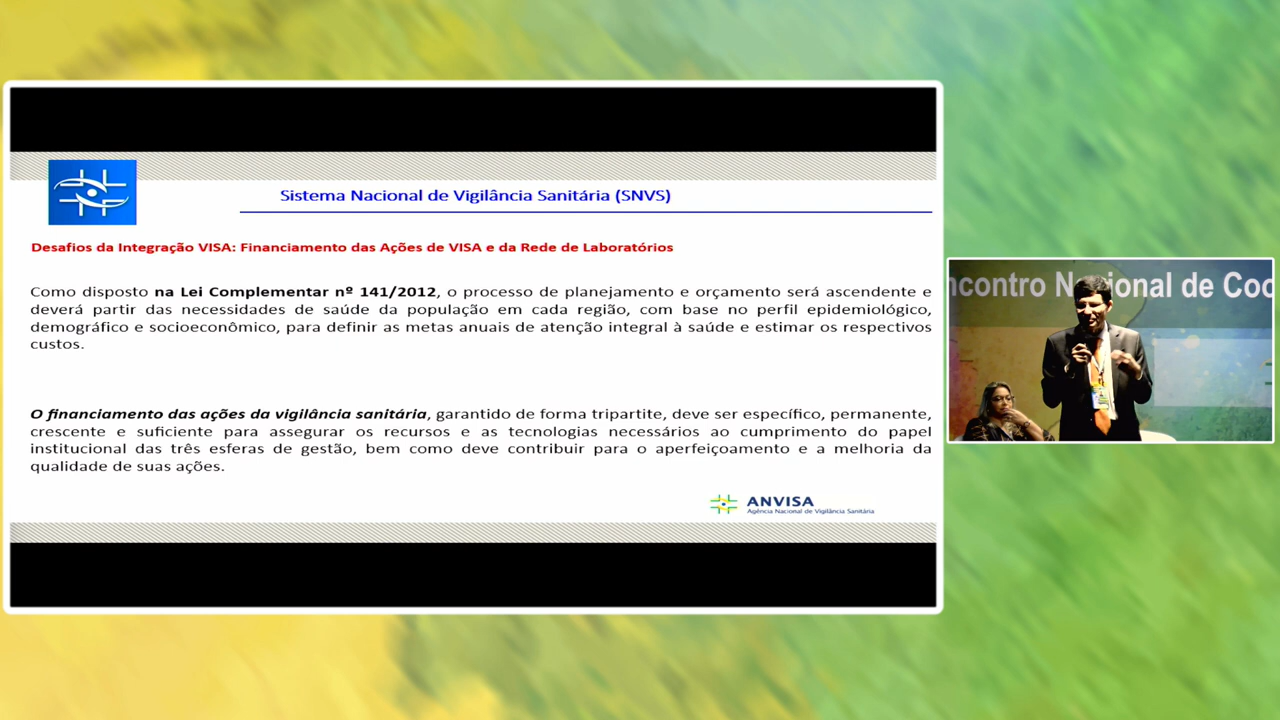 Sistema Nacional de Vigilância Sanitária (SNVS)
Desafios da Integração VISA: Financiamento das Ações de VISA e da Rede de Laboratórios
Como disposto na Lei Complementar nº 141/2012, o processo de planejamento e orçamento será ascendente e
deverá partir das necessidades de saúde da população em cada região, com base no perfil epidemiológico,
demográfico e socioeconômico, para definir as metas anuais de atenção integral à saúde e estimar os respectivos
custos.
O financiamento das ações da vigilância sanitária, garantido de forma tripartite, deve ser específico, permanente,
crescente e suficiente para assegurar os recursos e as tecnologias necessários ao cumprimento do papel
institucional das três esferas de gestão, bem como deve contribuir para o aperfeiçoamento e a melhoria da
qualidade de suas ações.
ANVISA
Agência Nacional de Vigilância Sanitária
ncontro Nacional de Coo